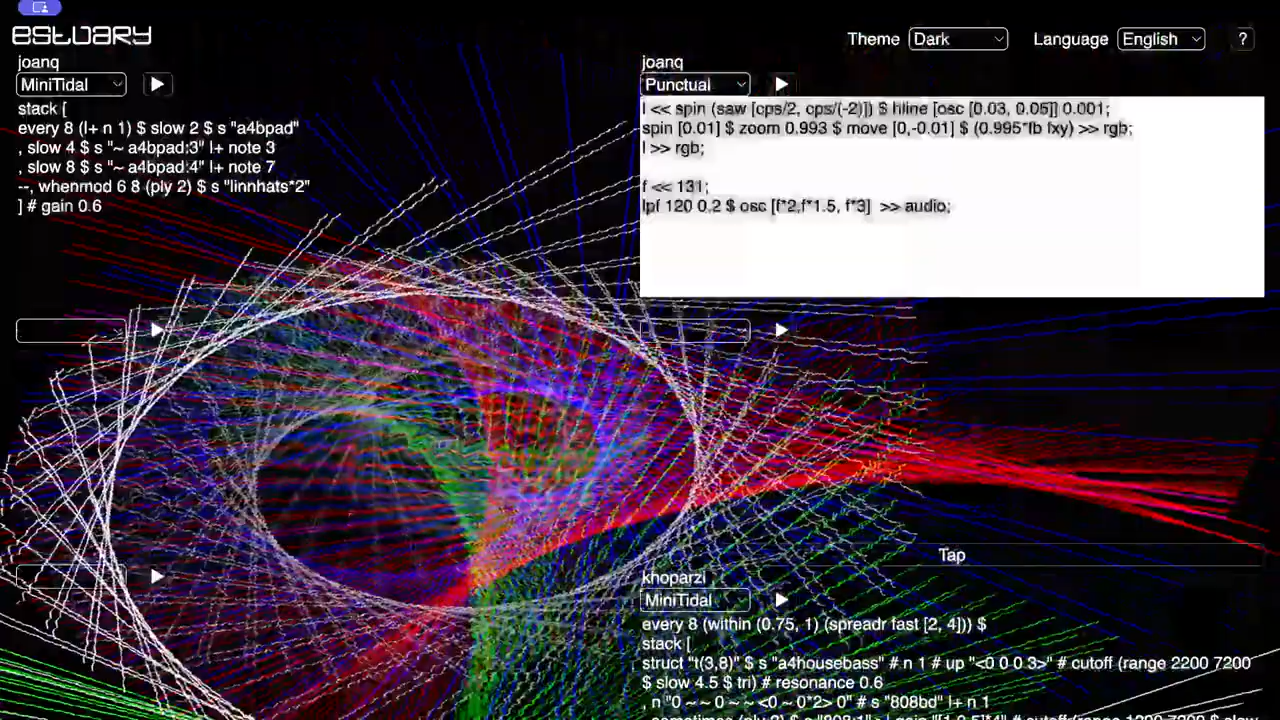 estuary
Theme Dark Language English ?
joanq
MiniTidal
stack [
every 8 (|+ n 1) $ slow 2 $ s "a4bpad"
, slow 4 $ s "~ a4bpad:3" |+ note 3
, slow 8 $ s "~ a4bpad:4" |+ note 7
--, whenmod 6 8 (ply 2) $ s "linnhats*2"
] # gain 0.6
joanq
Punctual
l << spin (saw [cps/2, cps/(-2)]) $ hline [osc [0.03, 0.05]] 0.001;
spin [0.01] $ zoom 0.993 $ move [0,-0.01] $ (0.995*fb fxy) >> rgb;
l >> rgb;
f << 131;
lpf 120 0.2 $ osc [f*2,f*1.5, f*3] >> audio;
Tap
khoparzi
MiniTidal
every 8 (within (0.75, 1) (spreadr fast [2, 4])) $
stack [
struct "t(3,8)" $ s "a4housebass" # n 1 # up "<0 0 0.3>" # cutoff (range 2200 7200
$ slow 4.5 $ tri) # resonance 0.6
, n "0 ~ ~ 0 ~ ~ <0 ~ 0*2> 0" # s "808bd" |+ n 1